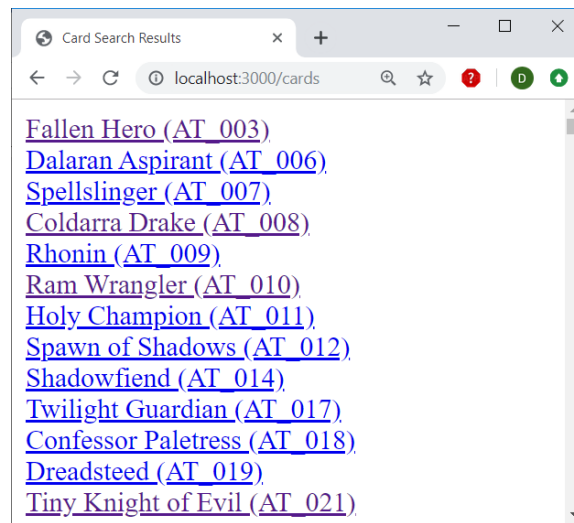 Card Search Results
localhost:3000/cards
?
D
Fallen Hero (AT_003)
Dalaran Aspirant (AT_006)
Spellslinger (AT_007)
Coldarra Drake (AT_008)
Rhonin (AT_009)
Ram Wrangler (AT_010)
Holy Champion (AT_011)
Spawn of Shadows (AT_012)
Shadowfiend (AT_014)
Twilight Guardian (AT_017)
Confessor Paletress (AT_018)
Dreadsteed (AT_019)
Tiny Knight of Evil (AT_021)